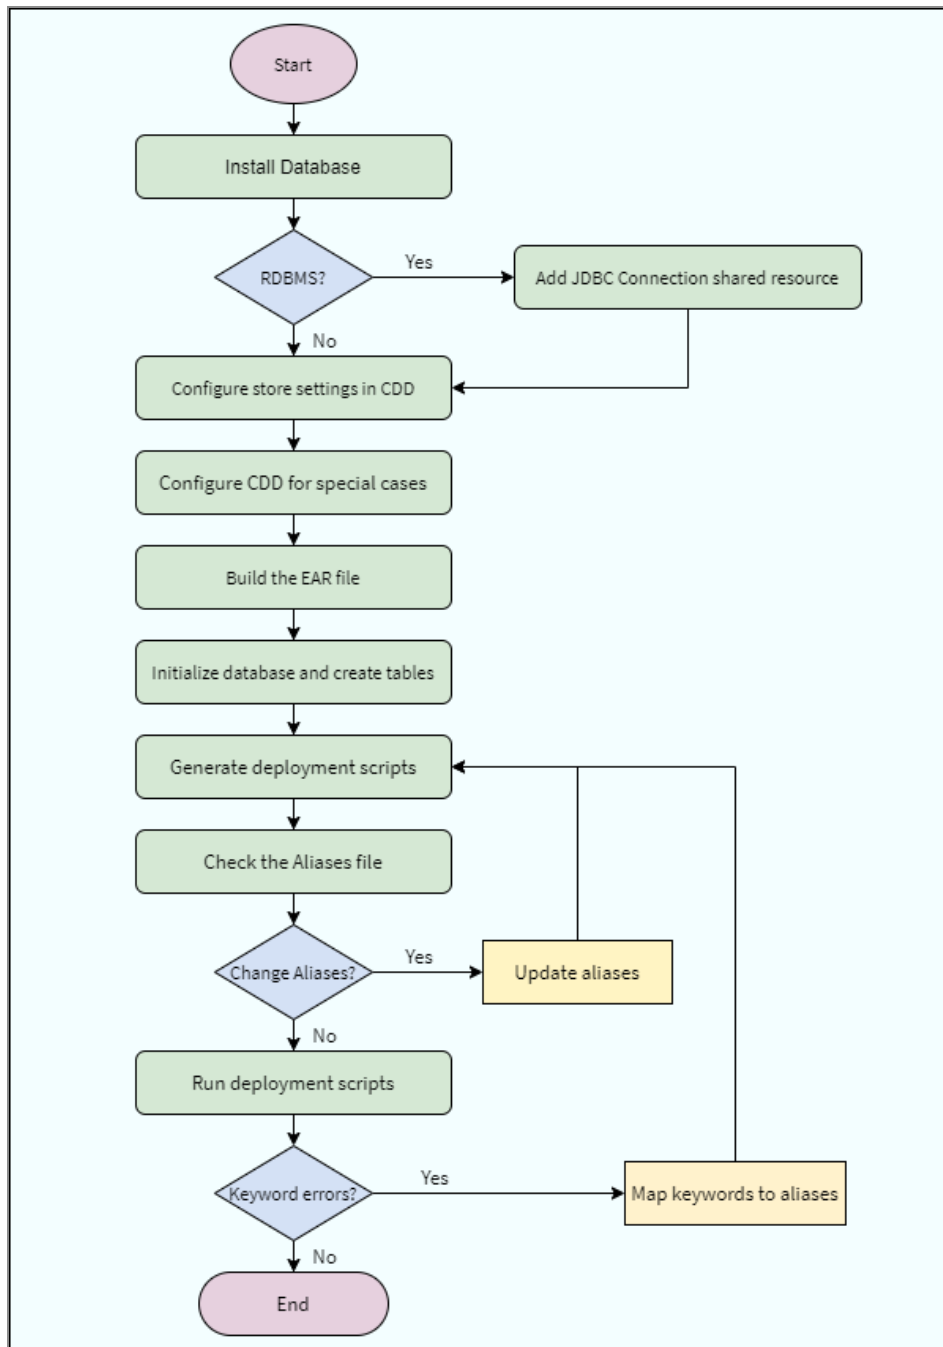 Start
Install Database
RDBMS?
Yes
Add JDBC Connection shared resource
No
Configure store settings in CDD
Configure CDD for special cases
Build the EAR file
Initialize database and create tables
Generate deployment scripts
Check the Aliases file
Change Aliases?
Yes
Update aliases
No
Run deployment scripts
Keyword errors?
Yes
Map keywords to aliases
No
End